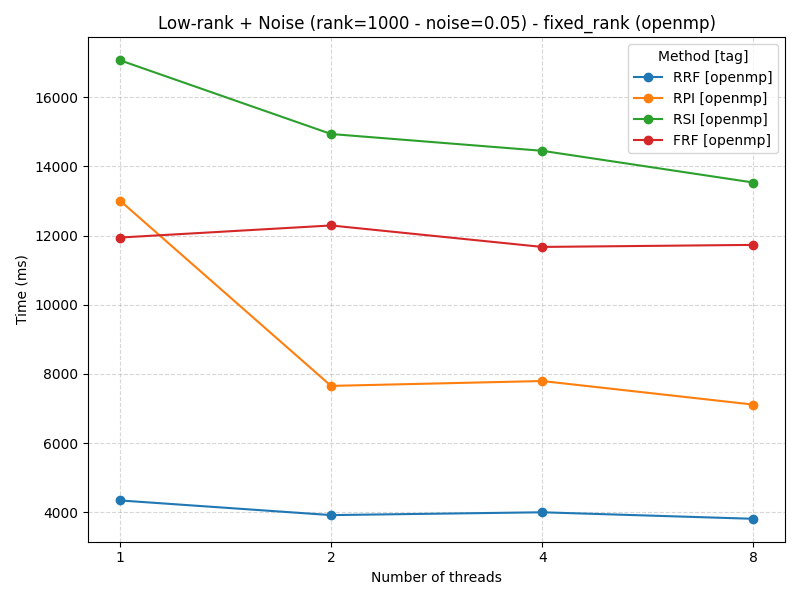 Low-rank + Noise (rank=1000 - noise=0.05) - fixed_rank (openmp)
Method [tag]
RRF [openmp]
RPI [openmp]
RSI [openmp]
FRF [openmp]
Time (ms)
16000
14000
12000
10000
8000
6000
4000
1 2 4 8
Number of threads